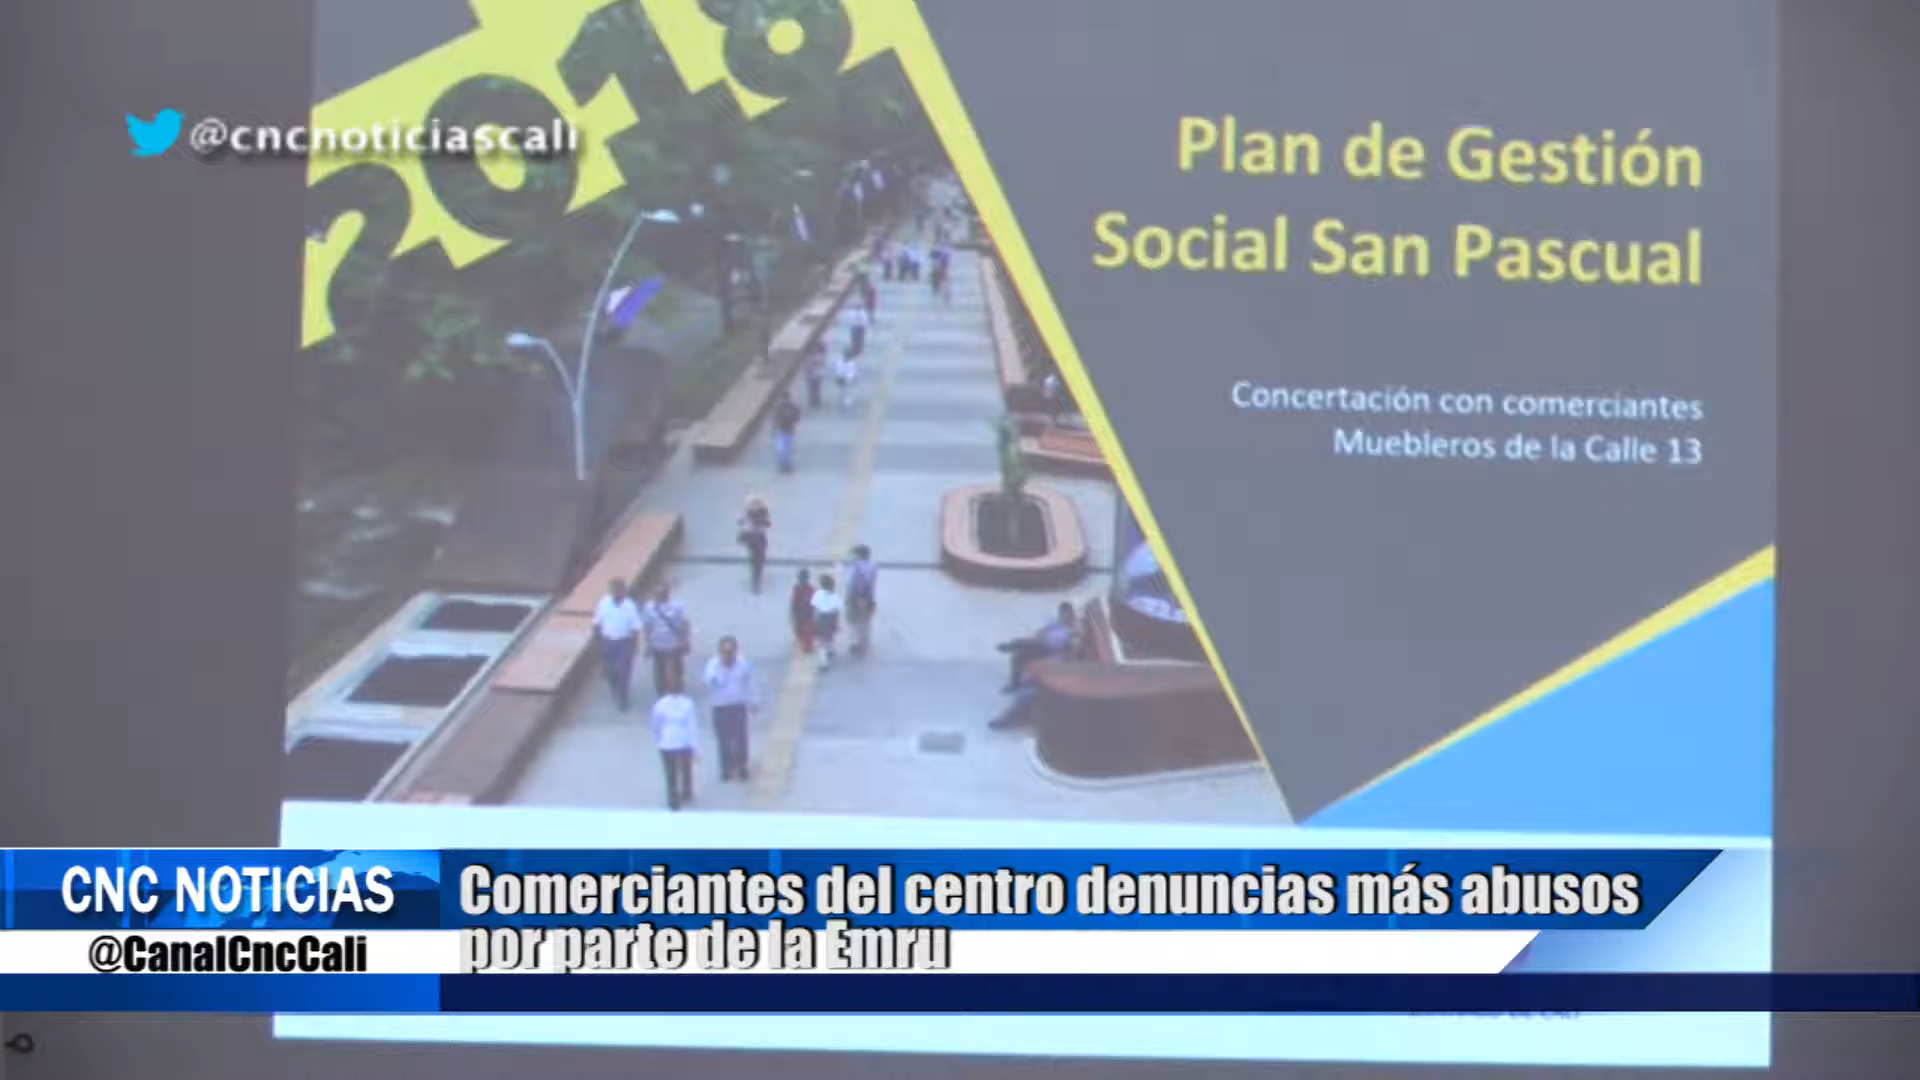 2018
@cncnoticiascali
Plan de Gestión
Social San Pascual
Concertación con comerciantes
Muebleros de la Calle 13
CNC NOTICIAS
@CanalCncCali
Comerciantes del centro denuncias más abusos
por parte de la Emru